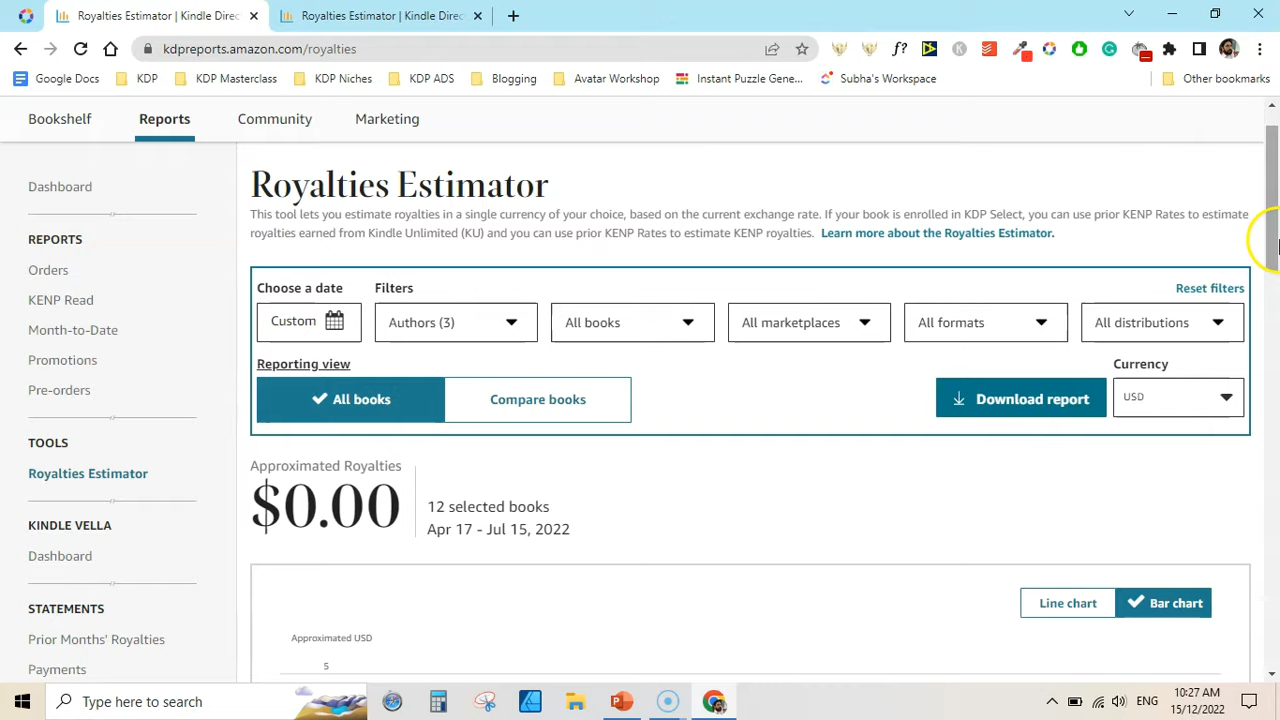 Royalties Estimator | Kindle Direc
Royalties Estimator | Kindle Direc
kdpreports.amazon.com/royalties
Google Docs KDP KDP Masterclass KDP Niches KDP ADS Blogging Avatar Workshop Instant Puzzle Gene... Subha's Workspace Other bookmarks
Bookshelf Reports Community Marketing
Dashboard
REPORTS
Orders
KENP Read
Month-to-Date
Promotions
Pre-orders
TOOLS
Royalties Estimator
KINDLE VELLA
Dashboard
STATEMENTS
Prior Months' Royalties
Payments
Royalties Estimator
This tool lets you estimate royalties in a single currency of your choice, based on the current exchange rate. If your book is enrolled in KDP Select, you can use prior KENP Rates to estimate
royalties earned from Kindle Unlimited (KU) and you can use prior KENP Rates to estimate KENP royalties. Learn more about the Royalties Estimator.
Choose a date Filters Reset filters
Custom Authors (3) All books All marketplaces All formats All distributions
Reporting view Currency
All books Compare books Download report USD
Approximated Royalties
$0.00
12 selected books
Apr 17 - Jul 15, 2022
Line chart Bar chart
Approximated USD
5
Type here to search
ENG
10:27 AM
15/12/2022